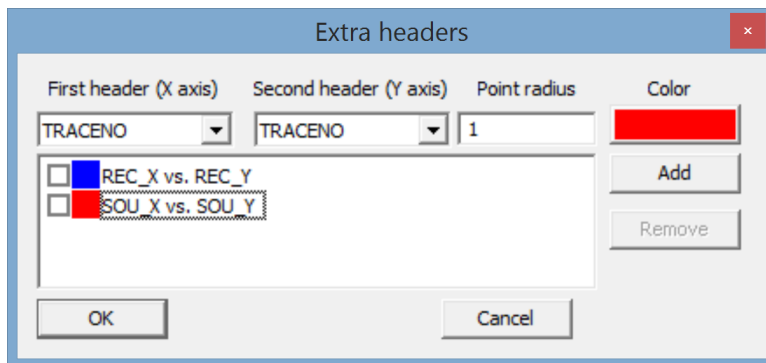 Extra headers
×
First header (X axis) Second header (Y axis) Point radius Color
TRACENO TRACENO 1
REC_X vs. REC_Y Add
SOU_X vs. SOU_Y
Remove
OK Cancel